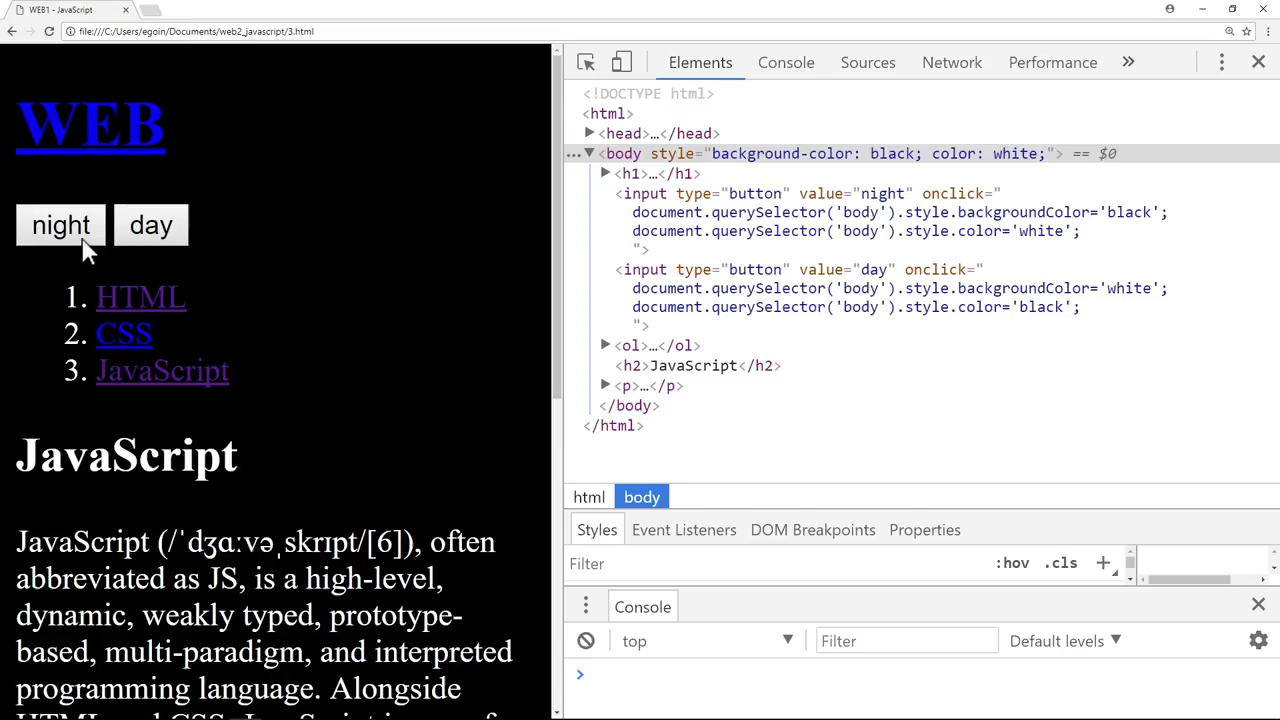 WEB1 - JavaScript
file:///C:/Users/egoin/Documents/web2_javascript/3.html
WEB
night day
1. HTML
2. CSS
3. JavaScript
JavaScript
JavaScript (/ˈdʒɑːvəˌskrɪpt/[6]), often
abbreviated as JS, is a high-level,
dynamic, weakly typed, prototype-
based, multi-paradigm, and interpreted
programming language. Alongside
Elements Console Sources Network Performance »
<!DOCTYPE html>
<html>
<head>…</head>
<body style="background-color: black; color: white;"> == $0
<h1>…</h1>
<input type="button" value="night" onclick="
document.querySelector('body').style.backgroundColor='black';
document.querySelector('body').style.color='white';
">
<input type="button" value="day" onclick="
document.querySelector('body').style.backgroundColor='white';
document.querySelector('body').style.color='black';
">
<ol>…</ol>
<h2>JavaScript</h2>
<p>…</p>
</body>
</html>
html body
Styles Event Listeners DOM Breakpoints Properties
Filter :hov .cls +
Console
top Filter Default levels
>